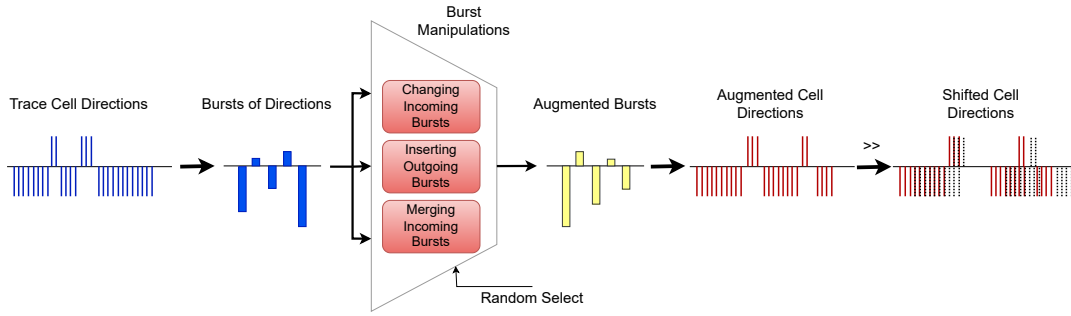 Burst
Manipulations
Trace Cell Directions
Bursts of Directions
Changing
Incoming
Bursts
Inserting
Outgoing
Bursts
Merging
Incoming
Bursts
Random Select
Augmented Bursts
Augmented Cell
Directions
>>
Shifted Cell
Directions